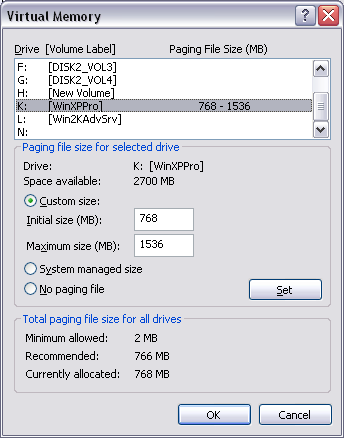 Virtual Memory
Drive [Volume Label] Paging File Size (MB)
F: [DISK2_VOL3]
G: [DISK2_VOL4]
H: [New Volume]
K: [WinXPPro] 768 - 1536
L: [Win2KAdvSrv]
N:
Paging file size for selected drive
Drive: K: [WinXPPro]
Space available: 2700 MB
Custom size:
Initial size (MB): 768
Maximum size (MB): 1536
System managed size
No paging file
Set
Total paging file size for all drives
Minimum allowed: 2 MB
Recommended: 766 MB
Currently allocated: 768 MB
OK Cancel